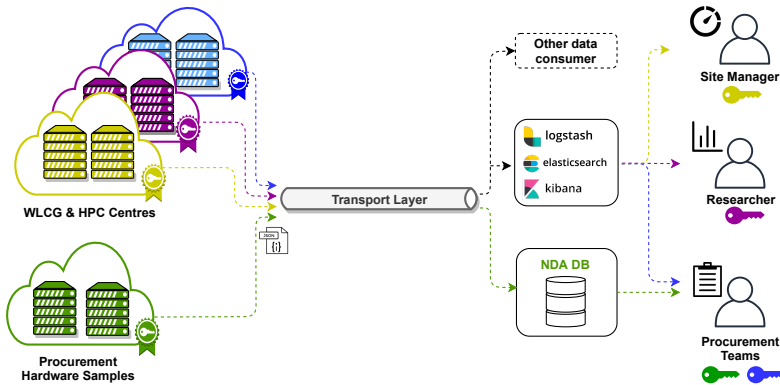 Other data
consumer
Site Manager
logstash
elasticsearch
kibana
WLCG & HPC Centres
Transport Layer
Researcher
JSON
{i}
NDA DB
Procurement
Hardware Samples
Procurement
Teams